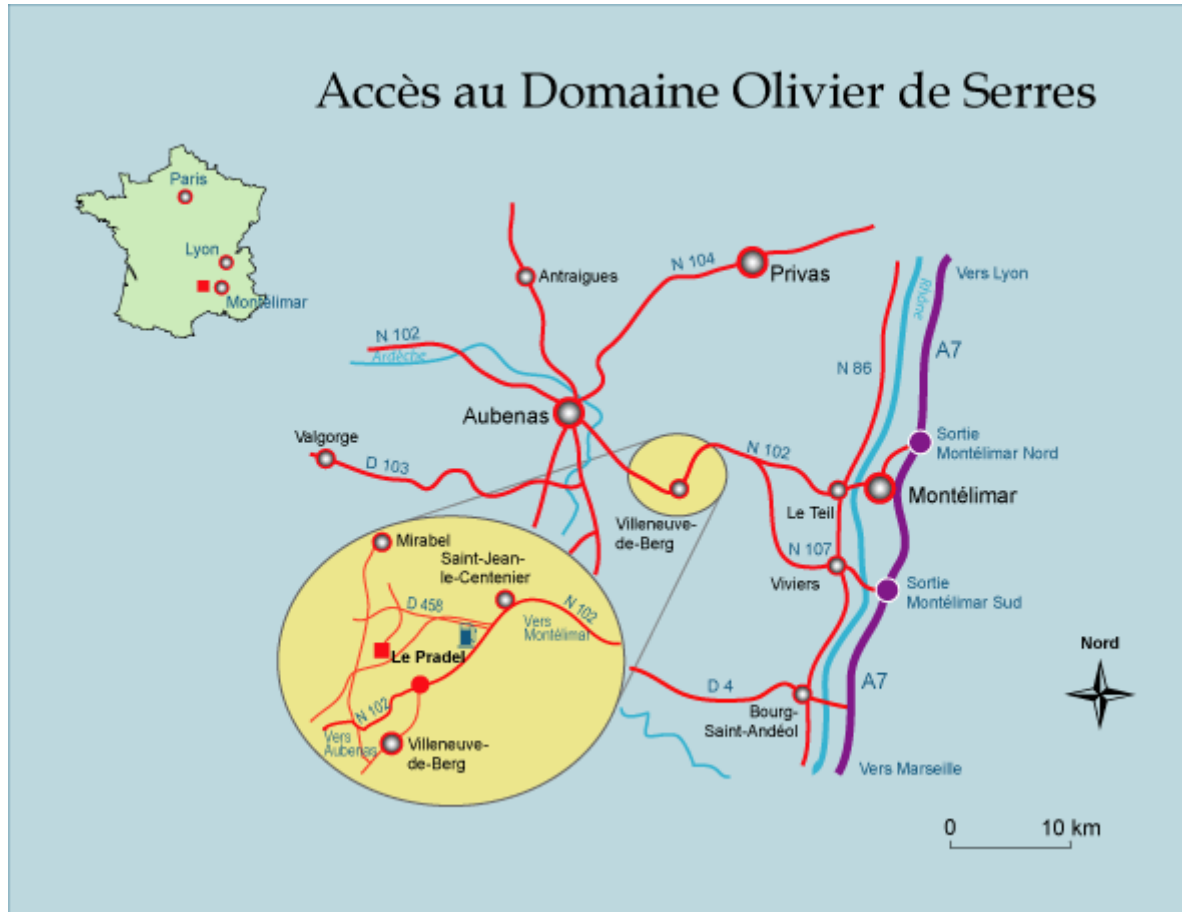 Accès au Domaine Olivier de Serres
Paris
Lyon
Montélimar
Antraigues
N 104
Privas
Vers Lyon
Rhône
N 102
Ardèche
A7
N 86
Aubenas
Valgorge
D 103
N 102
Sortie
Montélimar Nord
Le Teil
Montélimar
Villeneuve-
de-Berg
N 107
Viviers
Sortie
Montélimar Sud
Mirabel
Saint-Jean-
le-Centenier
D 458
N 102
Vers
Montélimar
Le Pradel
N 102
Vers
Aubenas
Villeneuve-
de-Berg
D 4
Bourg-
Saint-Andéol
A7
Vers Marseille
Nord
0 10 km